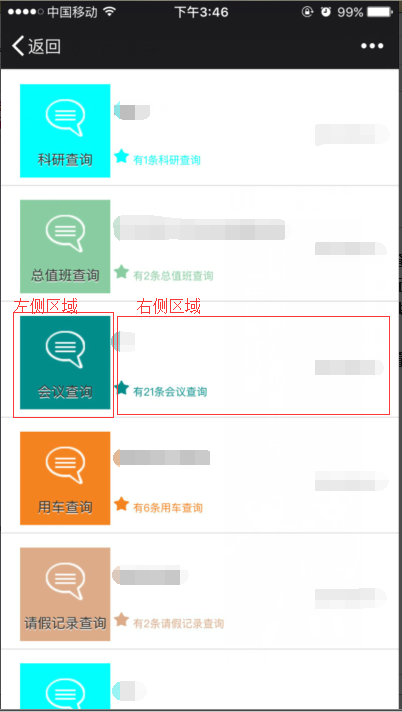 中国移动 下午3:46 99%
返回
科研查询
有1条科研查询
总值班查询
有2条总值班查询
左侧区域 右侧区域
会议查询
有21条会议查询
用车查询
有6条用车查询
请假记录查询
有2条请假记录查询